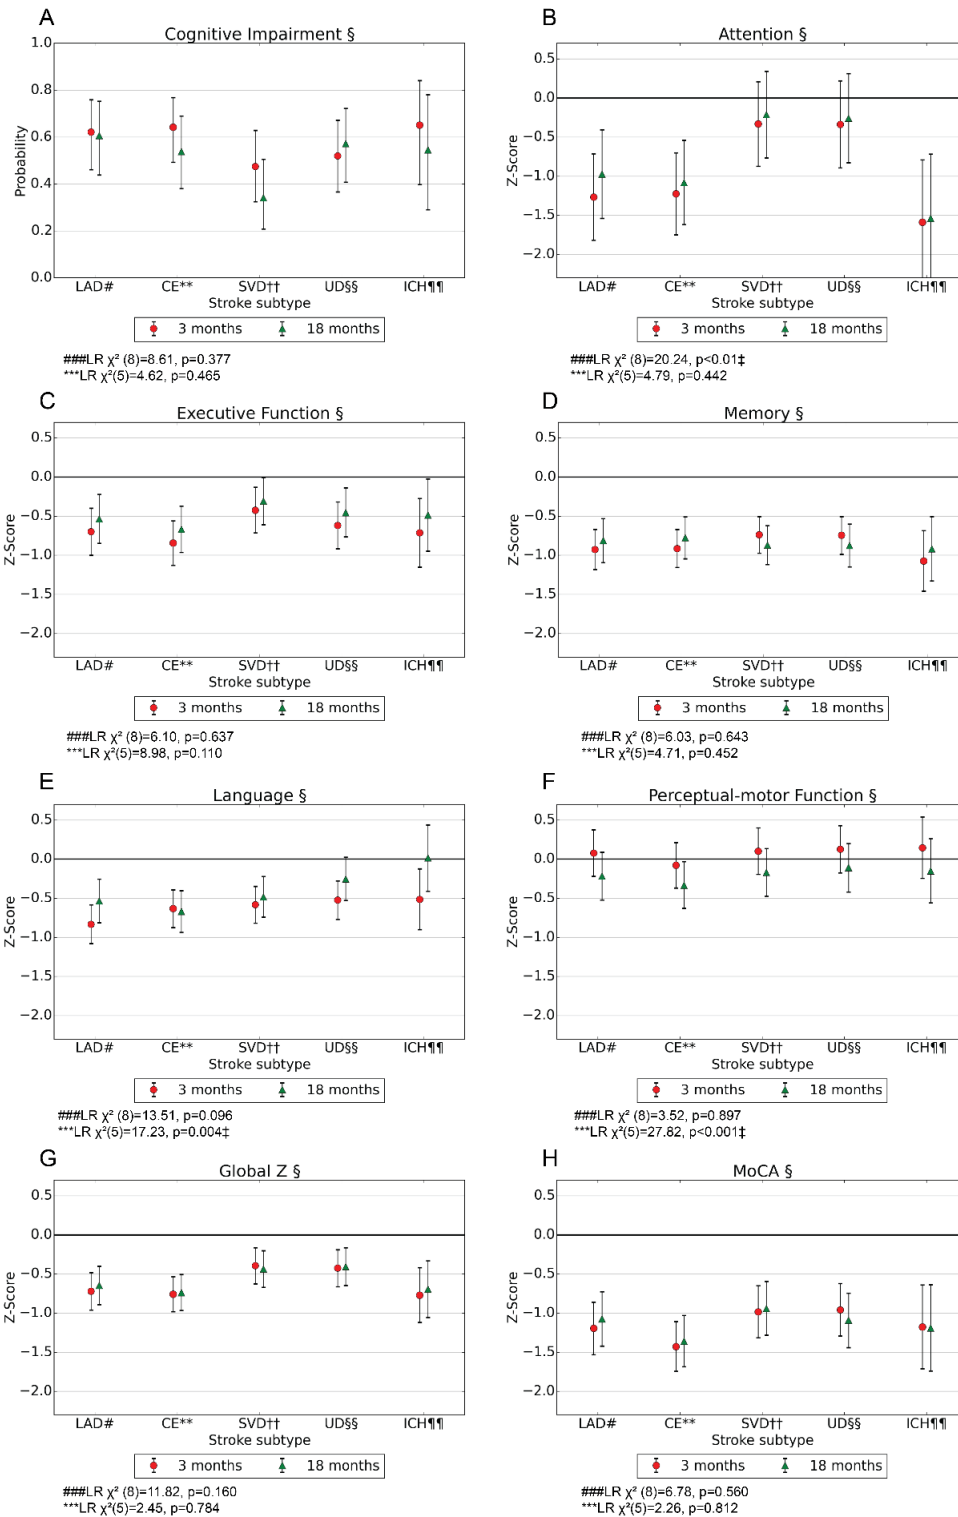 A
Cognitive Impairment §
1.0
0.8
0.6
0.4
0.2
0.0
Probability
LAD# CE** SVD†† UD§§ ICH¶¶
Stroke subtype
3 months 18 months
###LR χ² (8)=8.61, p=0.377
***LR χ²(5)=4.62, p=0.465
B
Attention §
0.5
0.0
−0.5
−1.0
−1.5
−2.0
Z-Score
LAD# CE** SVD†† UD§§ ICH¶¶
Stroke subtype
3 months 18 months
###LR χ² (8)=20.24, p<0.01‡
***LR χ²(5)=4.79, p=0.442
C
Executive Function §
0.5
0.0
−0.5
−1.0
−1.5
−2.0
Z-Score
LAD# CE** SVD†† UD§§ ICH¶¶
Stroke subtype
3 months 18 months
###LR χ² (8)=6.10, p=0.637
***LR χ²(5)=8.98, p=0.110
D
Memory §
0.5
0.0
−0.5
−1.0
−1.5
−2.0
Z-Score
LAD# CE** SVD†† UD§§ ICH¶¶
Stroke subtype
3 months 18 months
###LR χ² (8)=6.03, p=0.643
***LR χ²(5)=4.71, p=0.452
E
Language §
0.5
0.0
−0.5
−1.0
−1.5
−2.0
Z-Score
LAD# CE** SVD†† UD§§ ICH¶¶
Stroke subtype
3 months 18 months
###LR χ² (8)=13.51, p=0.096
***LR χ²(5)=17.23, p=0.004‡
F
Perceptual-motor Function §
0.5
0.0
−0.5
−1.0
−1.5
−2.0
Z-Score
LAD# CE** SVD†† UD§§ ICH¶¶
Stroke subtype
3 months 18 months
###LR χ² (8)=3.52, p=0.897
***LR χ²(5)=27.82, p<0.001‡
G
Global Z §
0.5
0.0
−0.5
−1.0
−1.5
−2.0
Z-Score
LAD# CE** SVD†† UD§§ ICH¶¶
Stroke subtype
3 months 18 months
###LR χ² (8)=11.82, p=0.160
***LR χ²(5)=2.45, p=0.784
H
MoCA §
0.5
0.0
−0.5
−1.0
−1.5
−2.0
Z-Score
LAD# CE** SVD†† UD§§ ICH¶¶
Stroke subtype
3 months 18 months
###LR χ² (8)=6.78, p=0.560
***LR χ²(5)=2.26, p=0.812